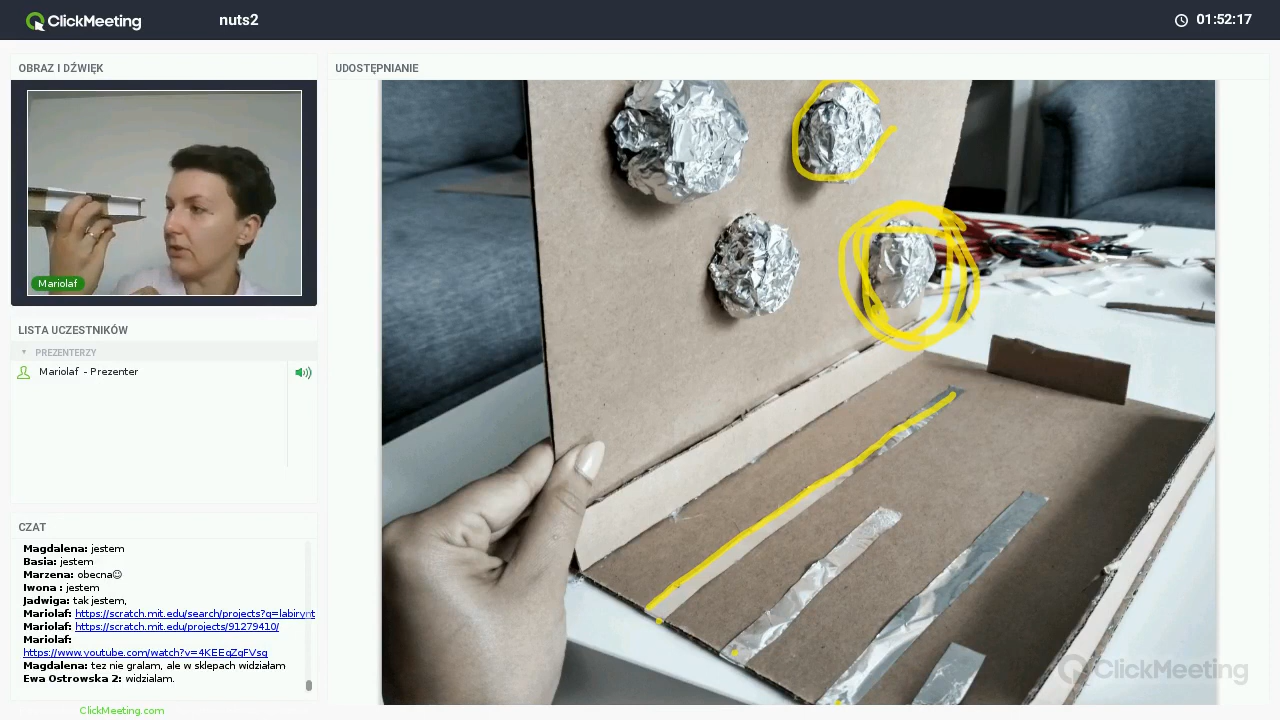 ClickMeeting
nuts2
01:52:17
OBRAZ I DŹWIĘK
Mariolaf
LISTA UCZESTNIKÓW
PREZENTERZY
Mariolaf - Prezenter
CZAT
Magdalena: jestem
Basia: jestem
Marzena: obecna☺
Iwona : jestem
Jadwiga: tak jestem,
Mariolaf: https://scratch.mit.edu/search/projects?q=labirynt
Mariolaf: https://scratch.mit.edu/projects/91279410/
Mariolaf:
https://www.youtube.com/watch?v=4KEEqZgFVsg
Magdalena: tez nie gralam, ale w sklepach widziałam
Ewa Ostrowska 2: widzialam.
ClickMeeting.com
UDOSTĘPNIANIE
ClickMeeting